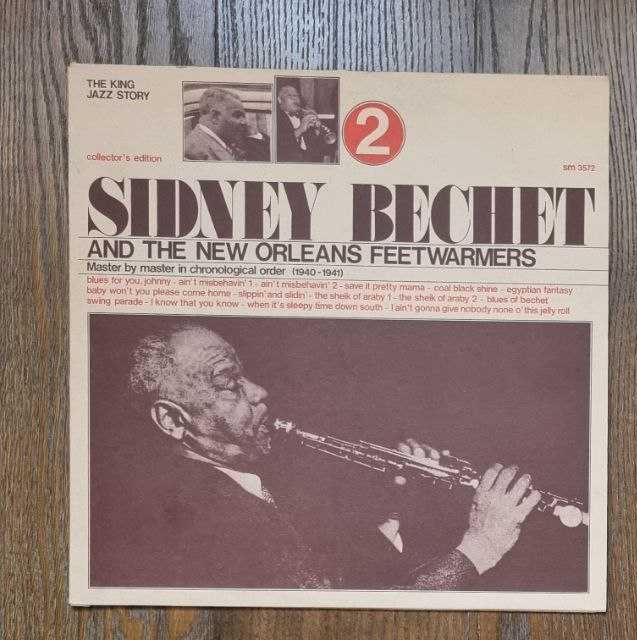 THE KING
JAZZ STORY
2
collector's edition
sm 3572
SIDNEY BECHET
AND THE NEW ORLEANS FEETWARMERS
Master by master in chronological order (1940-1941)
blues for you, johnny - ain't misbehavin' 1 - ain't misbehavin' 2 - save it pretty mama - coal black shine - egyptian fantasy
baby won't you please come home - slippin' and slidin' - the sheik of araby 1 - the sheik of araby 2 - blues of bechet
swing parade - I know that you know - when it's sleepy time down south - I ain't gonna give nobody none o' this jelly roll